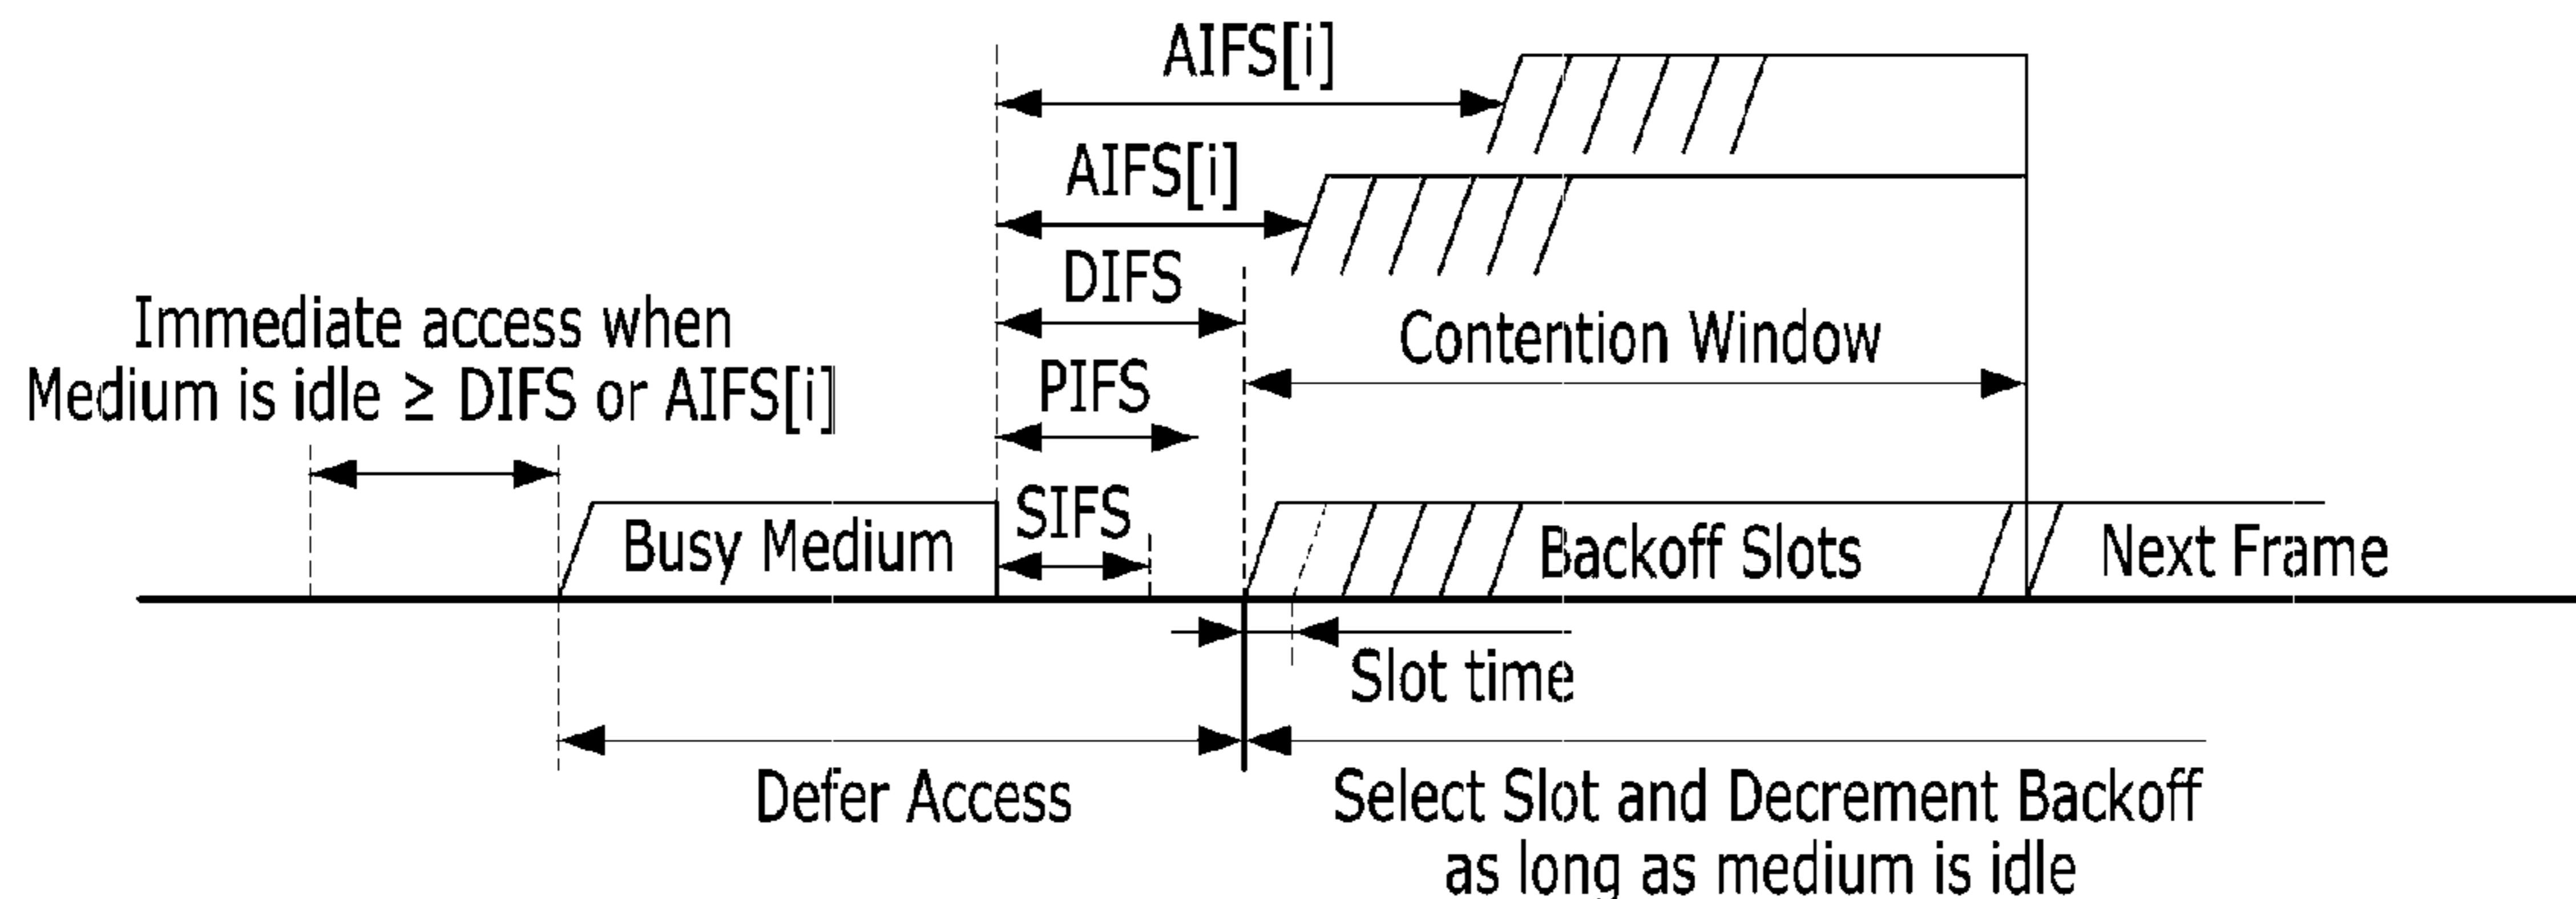 AIFS[i]
AIFS[i]
DIFS
Immediate access when
Medium is idle ≥ DIFS or AIFS[i]
Contention Window
PIFS
SIFS
Busy Medium
Backoff Slots
Next Frame
Slot time
Defer Access
Select Slot and Decrement Backoff
as long as medium is idle